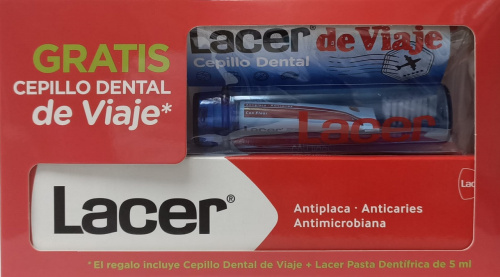 GRATIS
CEPILLO DENTAL
de Viaje*
Lacer® de Viaje
Cepillo Dental
Lacer
Lacer®
Antiplaca · Anticaries
Antimicrobiana
Lac
*El regalo incluye Cepillo Dental de Viaje + Lacer Pasta Dentífrica de 5 ml